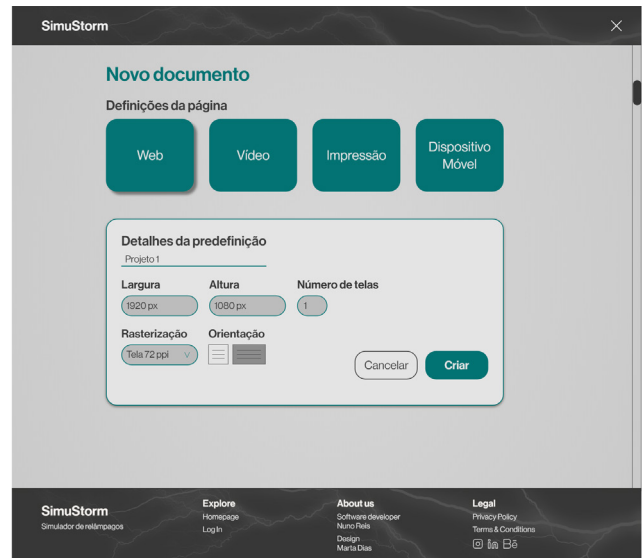 SimuStorm
Novo documento
Definições da página
Web
Vídeo
Impressão
Dispositivo
Móvel
Detalhes da predefinição
Projeto 1
Largura
Altura
Número de telas
1920 px
1080 px
1
Rasterização
Orientação
Tela 72 ppi
Cancelar
Criar
SimuStorm
Simulador de relâmpagos
Explore
Homepage
Log In
About us
Software developer
Nuno Reis
Design
Marta Dias
Legal
Privacy Policy
Terms & Conditions
in Bē